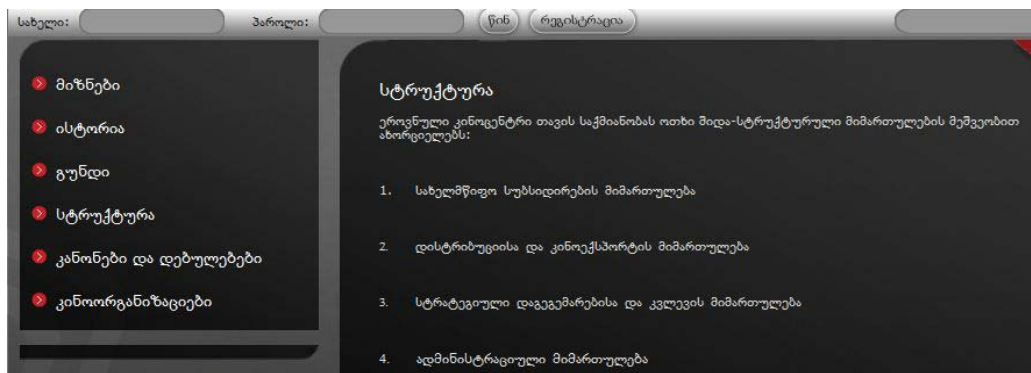 სახელი:
პაროლი:
წინ
რეგისტრაცია
მიზნები
ისტორია
გუნდი
სტრუქტურა
კანონები და დებულებები
კინოორგანიზაციები
სტრუქტურა
ეროვნული კინოცენტრი თავის საქმიანობას ოთხი შიდა-სტრუქტურული მიმართულების მეშვეობით
ახორციელებს:
1. სახელმწიფო სუბსიდირების მიმართულება
2. დისტრიბუციისა და კინოექსპორტის მიმართულება
3. სტრატეგიული დაგეგმარებისა და კვლევის მიმართულება
4. ადმინისტრაციული მიმართულება